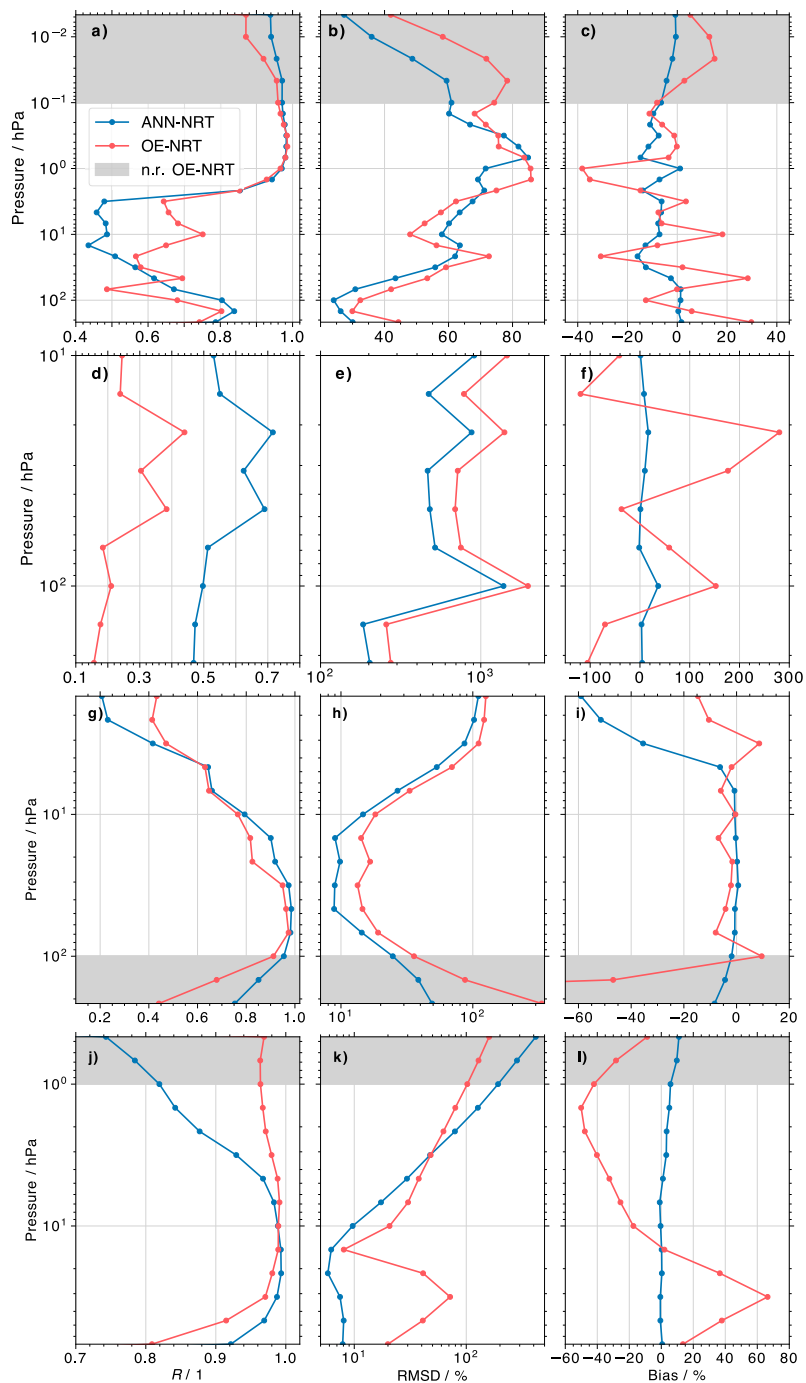 a)
b)
c)
10⁻²
10⁻¹
10⁰
10¹
10²
Pressure / hPa
ANN-NRT
OE-NRT
n.r. OE-NRT
0.4 0.6 0.8 1.0
40 60 80
−40 −20 0 20 40
d)
e)
f)
10¹
10²
Pressure / hPa
0.1 0.3 0.5 0.7
10² 10³
−100 0 100 200 300
g)
h)
i)
10¹
10²
Pressure / hPa
0.2 0.4 0.6 0.8 1.0
10¹ 10²
−60 −40 −20 0 20
j)
k)
l)
10⁰
10¹
Pressure / hPa
0.7 0.8 0.9 1.0
10¹ 10²
−60 −40 −20 0 20 40 60 80
R / 1
RMSD / %
Bias / %